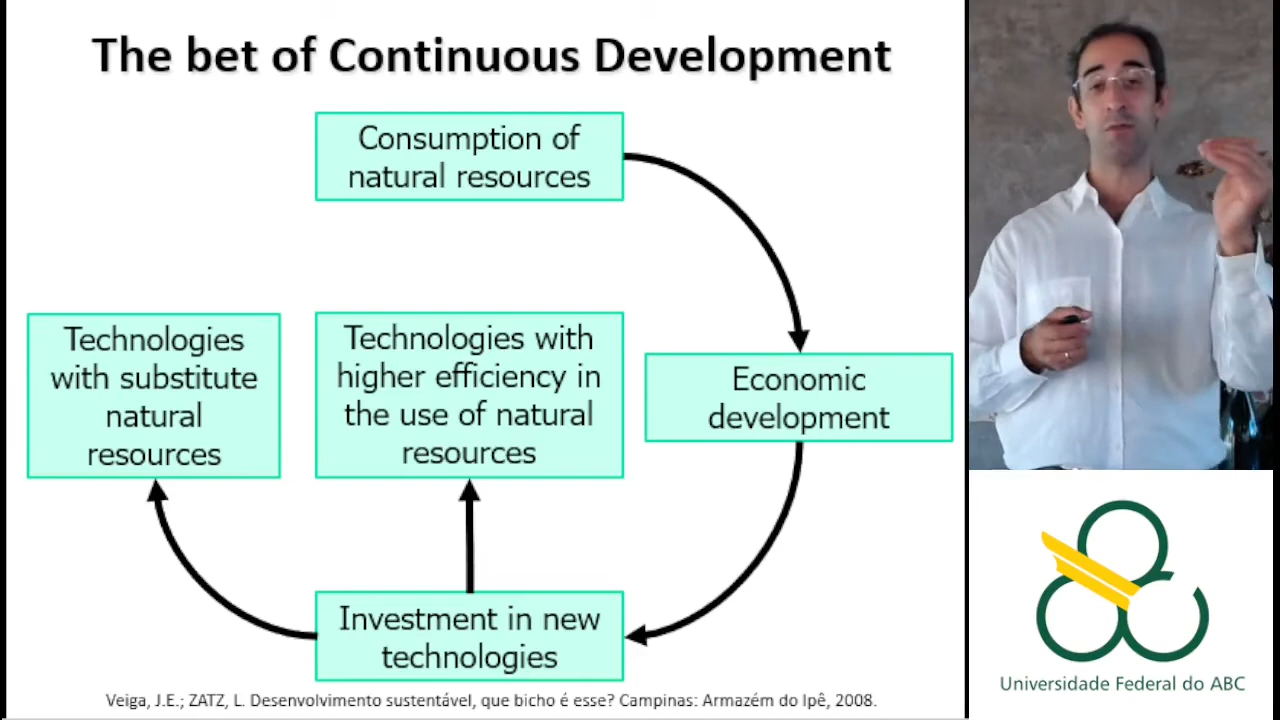 The bet of Continuous Development
Consumption of
natural resources
Technologies
with substitute
natural
resources
Technologies with
higher efficiency in
the use of natural
resources
Economic
development
Investment in new
technologies
Veiga, J.E.; ZATZ, L. Desenvolvimento sustentável, que bicho é esse? Campinas: Armazém do Ipê, 2008.
Universidade Federal do ABC